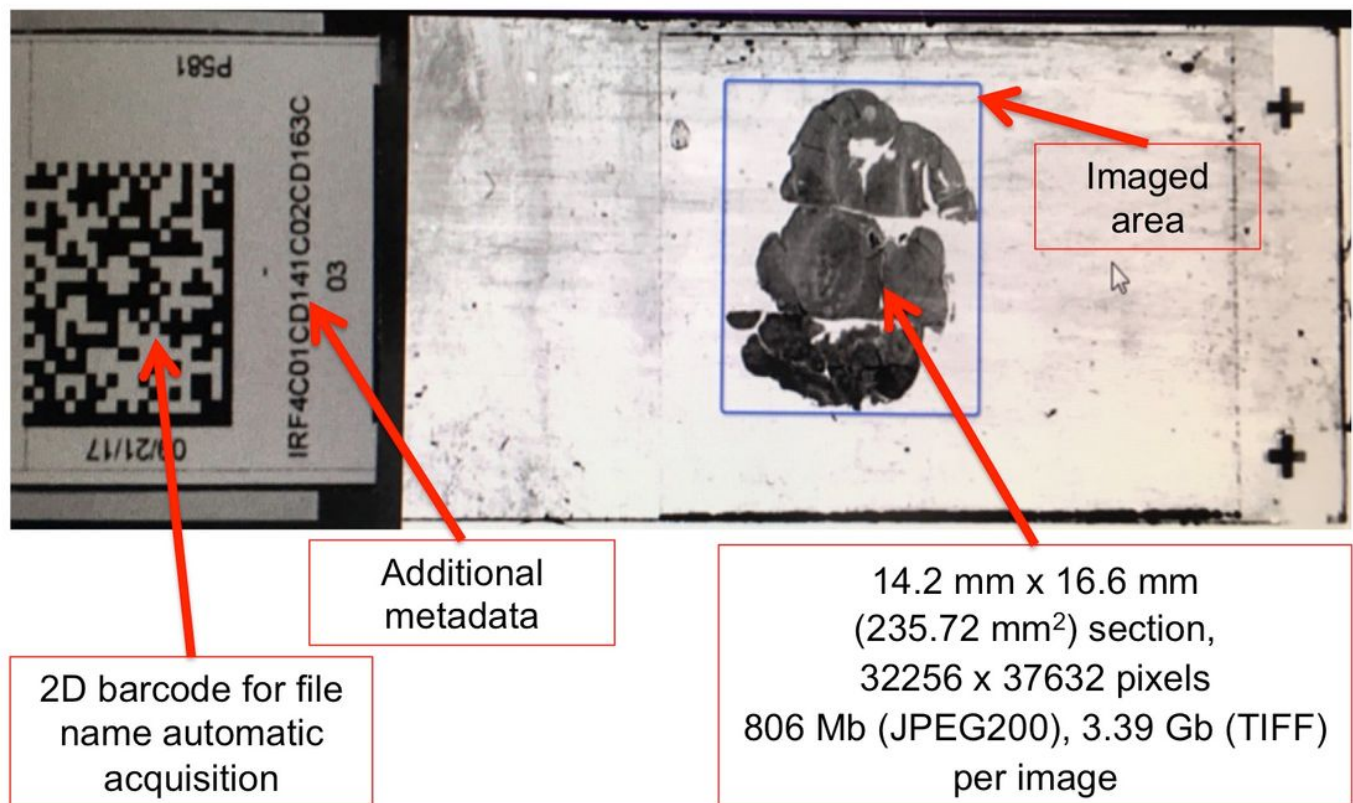 P581
IRF4C01CD141C02CD163C
03
09/21/17
Imaged
area
Additional
metadata
2D barcode for file
name automatic
acquisition
14.2 mm x 16.6 mm
(235.72 mm²) section,
32256 x 37632 pixels
806 Mb (JPEG200), 3.39 Gb (TIFF)
per image